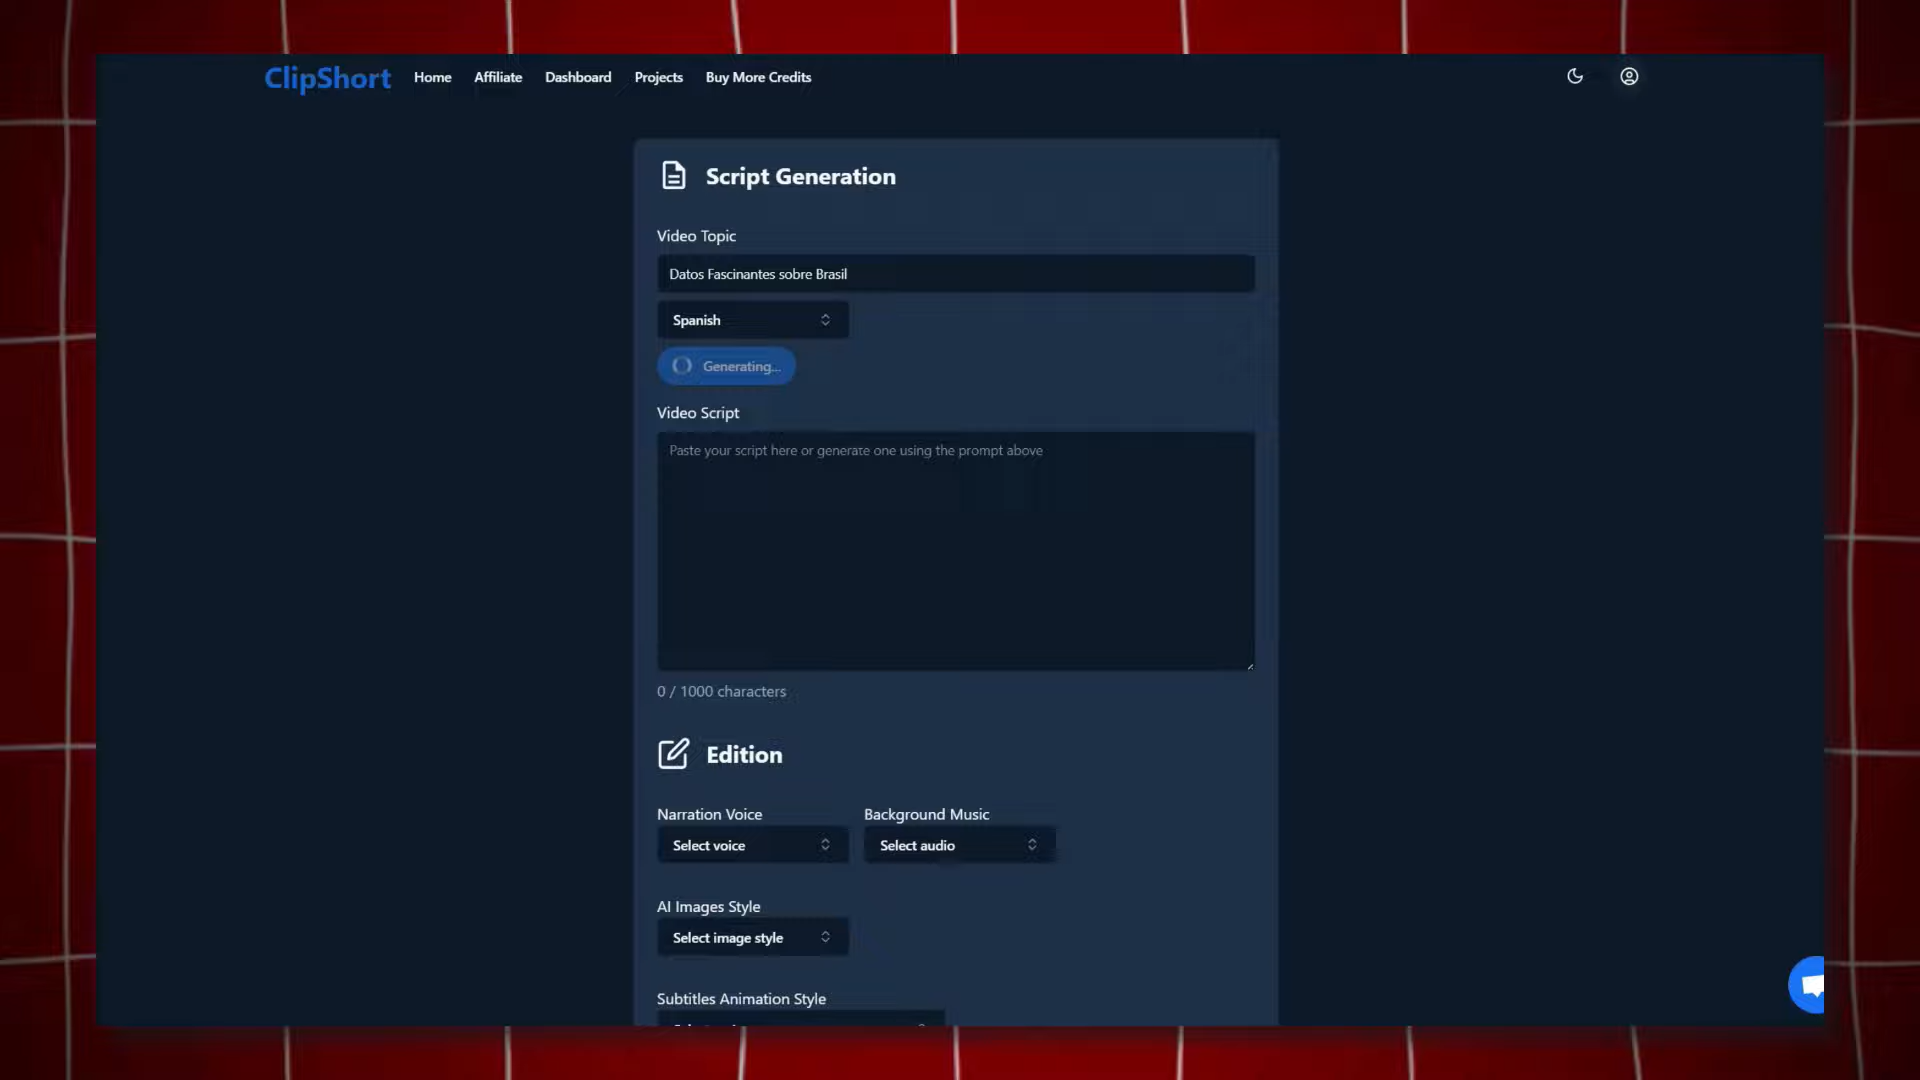 ClipShort Home Affiliate Dashboard Projects Buy More Credits
Script Generation
Video Topic
Datos Fascinantes sobre Brasil
Spanish
Generating...
Video Script
Paste your script here or generate one using the prompt above
0 / 1000 characters
Edition
Narration Voice Background Music
Select voice Select audio
AI Images Style
Select image style
Subtitles Animation Style